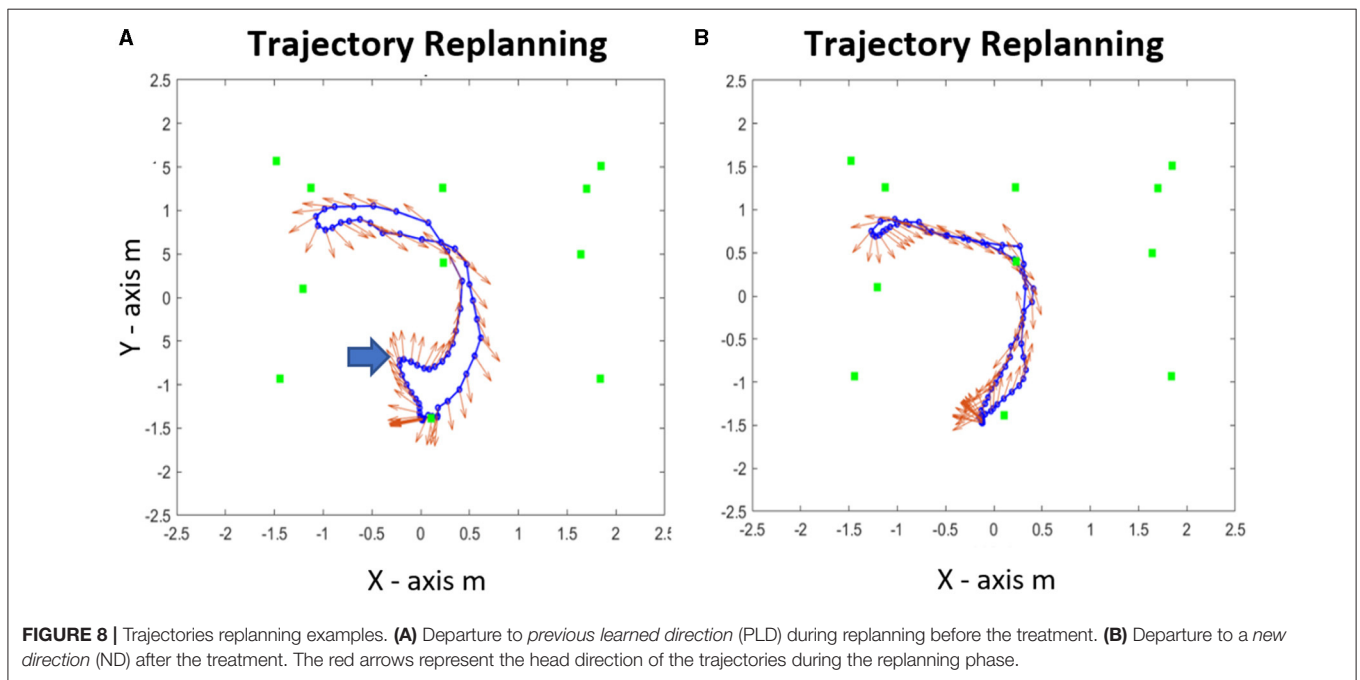 A
Trajectory Replanning
2.5
2
5
1
5
0
5
-1
-1.5
-2
-2.5
-2.5 -2 -1.5 -1 -0.5 0 0.5 1 1.5 2 2.5
Y - axis m
X - axis m
B
Trajectory Replanning
2.5
2
1.5
1
0.5
0
-0.5
-1
-1.5
-2
-2.5
-2.5 -2 -1.5 -1 -0.5 0 0.5 1 1.5 2 2.5
X - axis m
FIGURE 8 | Trajectories replanning examples. (A) Departure to previous learned direction (PLD) during replanning before the treatment. (B) Departure to a new
direction (ND) after the treatment. The red arrows represent the head direction of the trajectories during the replanning phase.